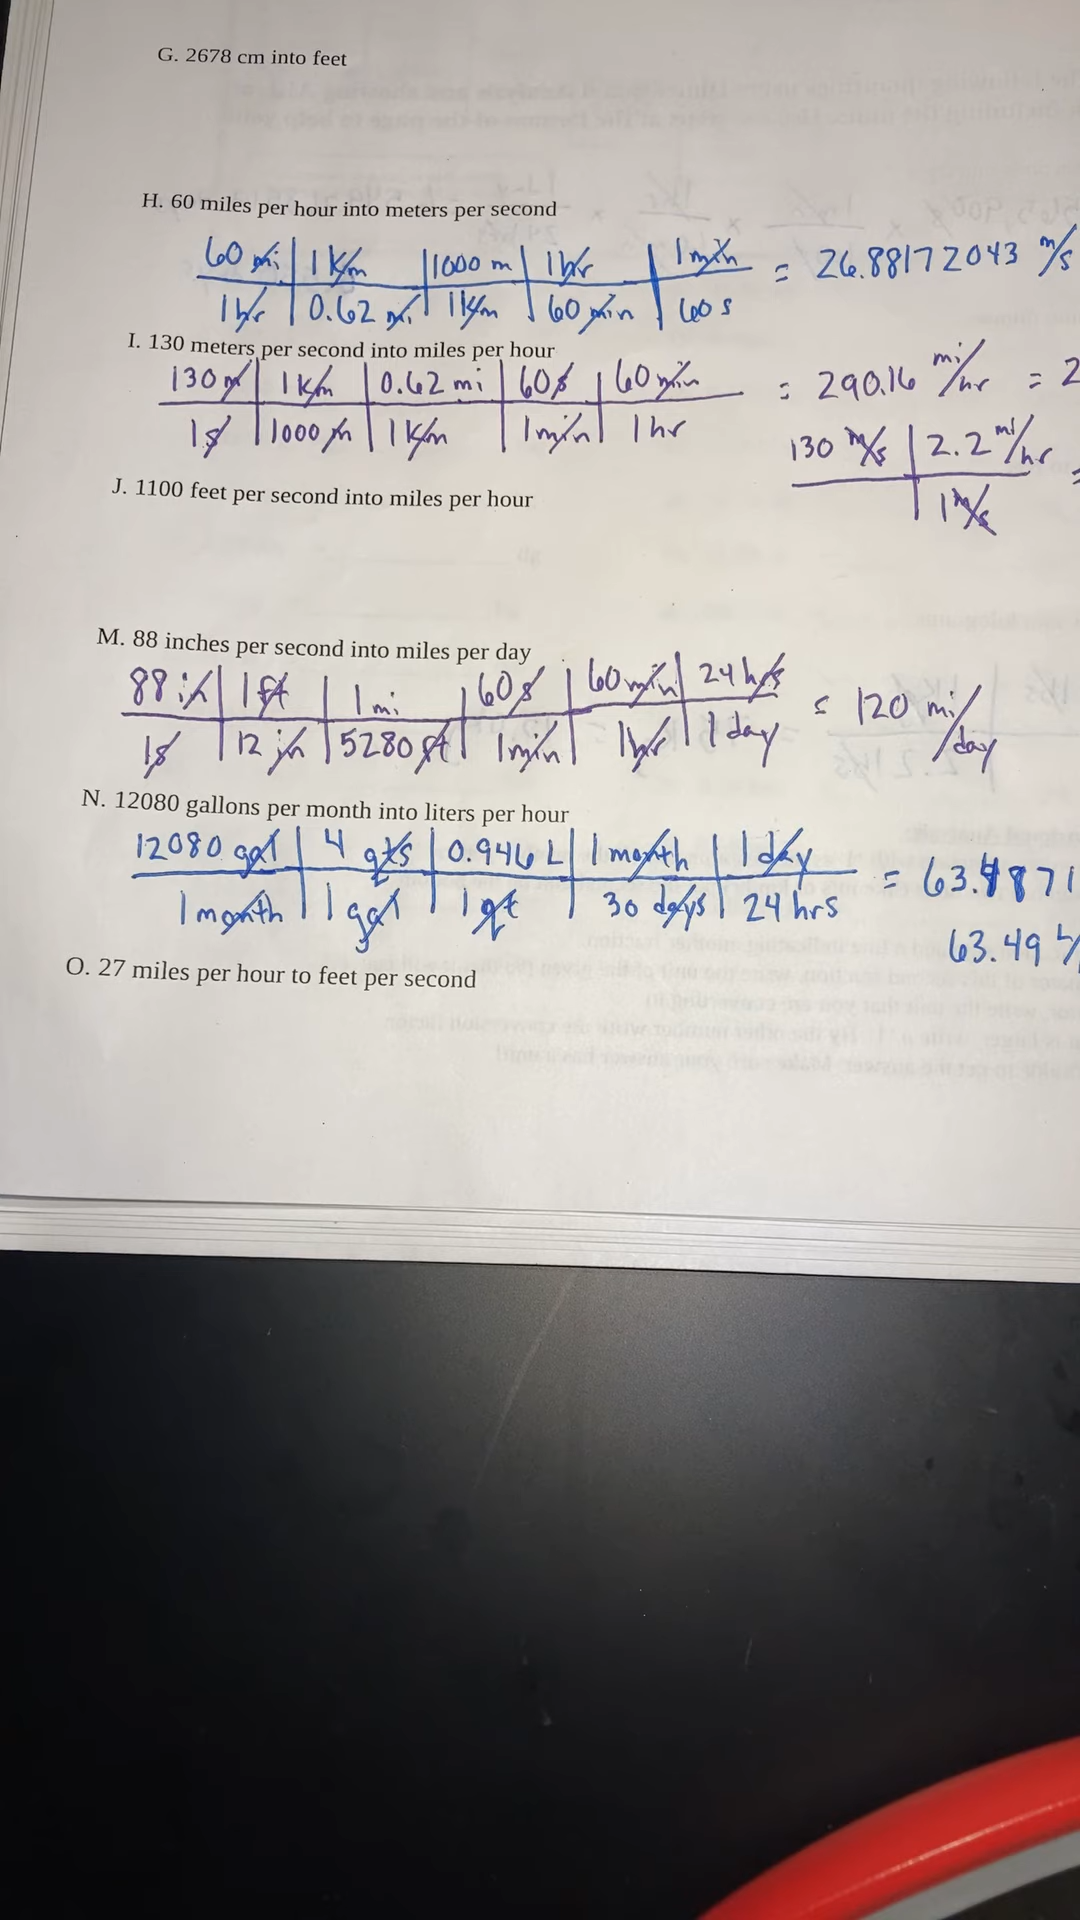 G. 2678 cm into feet
H. 60 miles per hour into meters per second
60 mi | 1 km | 1000 m | 1 hr | 1 min = 26.88172043 m/s
1 hr | 0.62 mi | 1 km | 60 min | 60 s
I. 130 meters per second into miles per hour
130 m | 1 km | 0.62 mi | 60 s | 60 min = 290.16 mi/hr = 2
1 s | 1000 m | 1 km | 1 min | 1 hr
130 m/s | 2.2 mi/hr =
1 m/s
J. 1100 feet per second into miles per hour
M. 88 inches per second into miles per day
88 in | 1 ft | 1 mi | 60 s | 60 min | 24 hrs = 120 mi/day
1 s | 12 in | 5280 ft | 1 min | 1 hr | 1 day
N. 12080 gallons per month into liters per hour
12080 gal | 4 qts | 0.946 L | 1 month | 1 day = 63.4871
1 month | 1 gal | 1 qt | 30 days | 24 hrs
63.49 L/
O. 27 miles per hour to feet per second